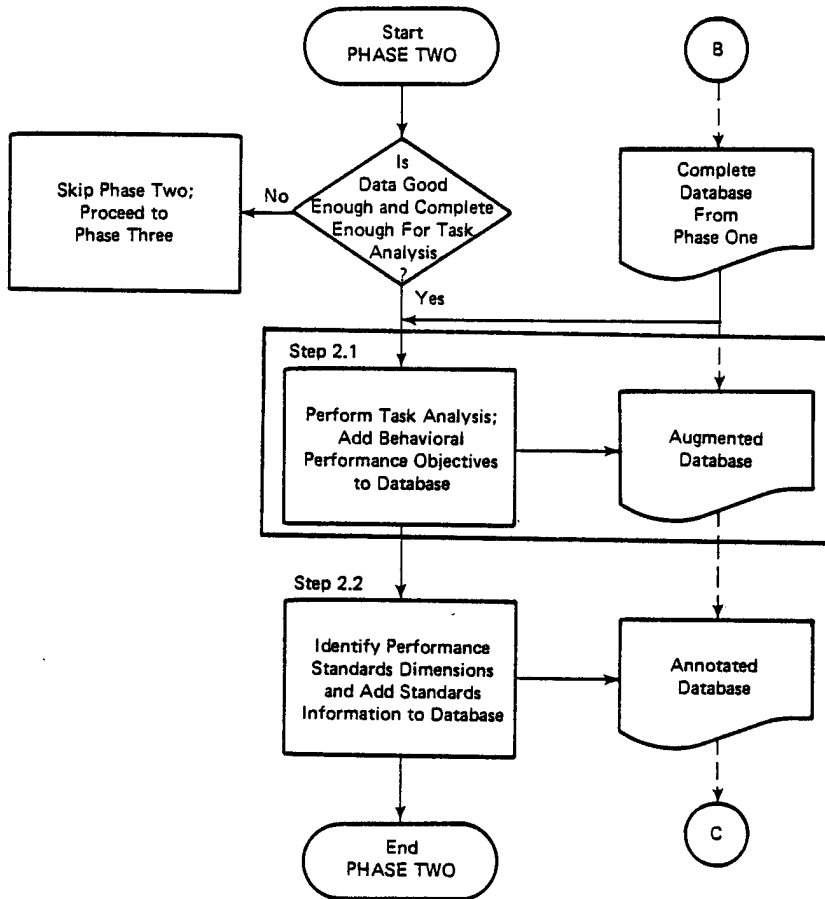 Start
PHASE TWO
B
Is
Data Good
Enough and Complete
Enough For Task
Analysis
?
No
Skip Phase Two;
Proceed to
Phase Three
Complete
Database
From
Phase One
Yes
Step 2.1
Perform Task Analysis;
Add Behavioral
Performance Objectives
to Database
Augmented
Database
Step 2.2
Identify Performance
Standards Dimensions
and Add Standards
Information to Database
Annotated
Database
End
PHASE TWO
C